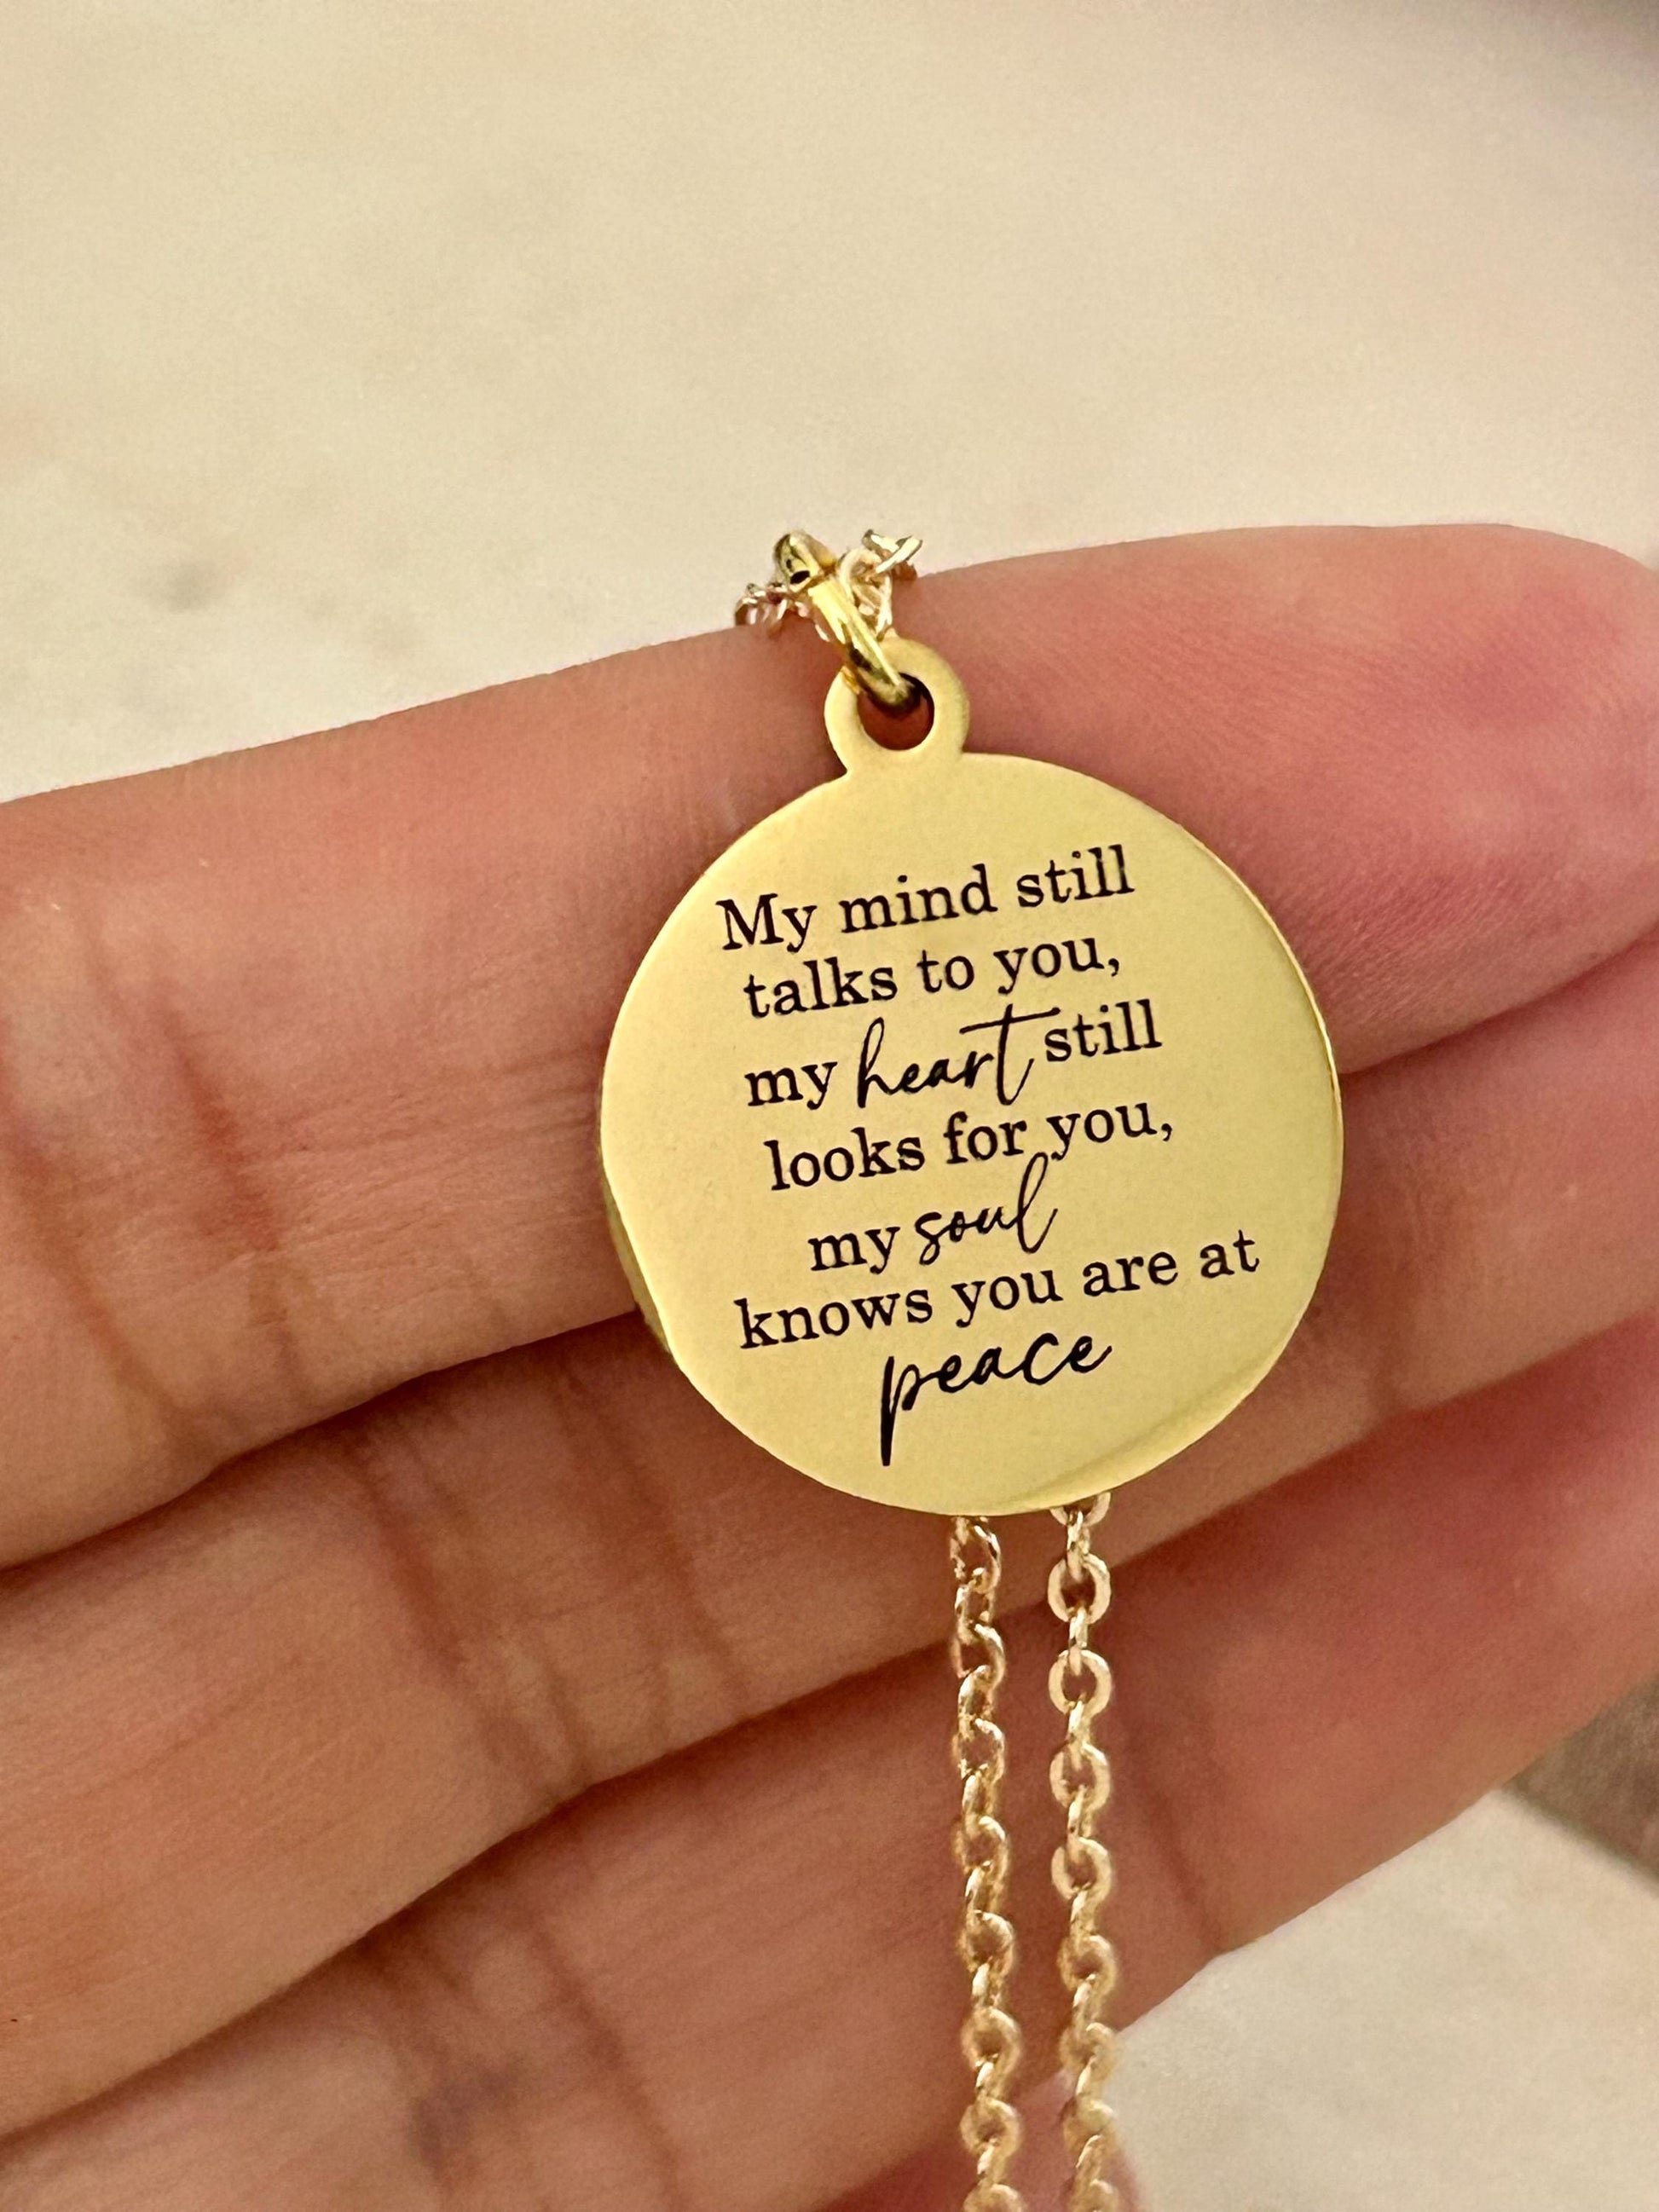 My mind still
talks to you,
my heart still
looks for you,
my soul
knows you are at
peace